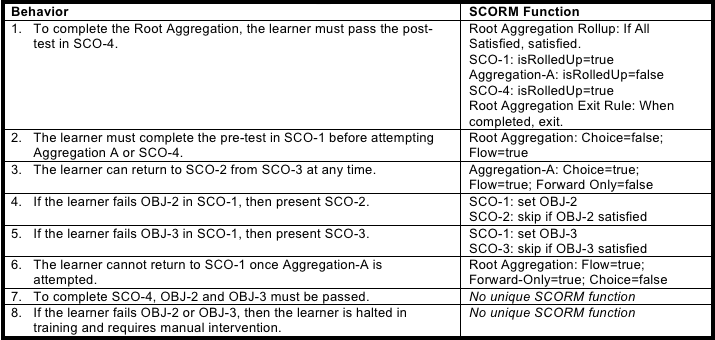 Behavior SCORM Function
1. To complete the Root Aggregation, the learner must pass the post-
test in SCO-4.
Root Aggregation Rollup: If All
Satisfied, satisfied.
SCO-1: isRolledUp=true
Aggregation-A: isRolledUp=false
SCO-4: isRolledUp=true
Root Aggregation Exit Rule: When
completed, exit.
2. The learner must complete the pre-test in SCO-1 before attempting
Aggregation A or SCO-4.
Root Aggregation: Choice=false;
Flow=true
3. The learner can return to SCO-2 from SCO-3 at any time.
Aggregation-A: Choice=true;
Flow=true; Forward Only=false
4. If the learner fails OBJ-2 in SCO-1, then present SCO-2.
SCO-1: set OBJ-2
SCO-2: skip if OBJ-2 satisfied
5. If the learner fails OBJ-3 in SCO-1, then present SCO-3.
SCO-1: set OBJ-3
SCO-3: skip if OBJ-3 satisfied
6. The learner cannot return to SCO-1 once Aggregation-A is
attempted.
Root Aggregation: Flow=true;
Forward-Only=true; Choice=false
7. To complete SCO-4, OBJ-2 and OBJ-3 must be passed.
No unique SCORM function
8. If the learner fails OBJ-2 or OBJ-3, then the learner is halted in
training and requires manual intervention.
No unique SCORM function